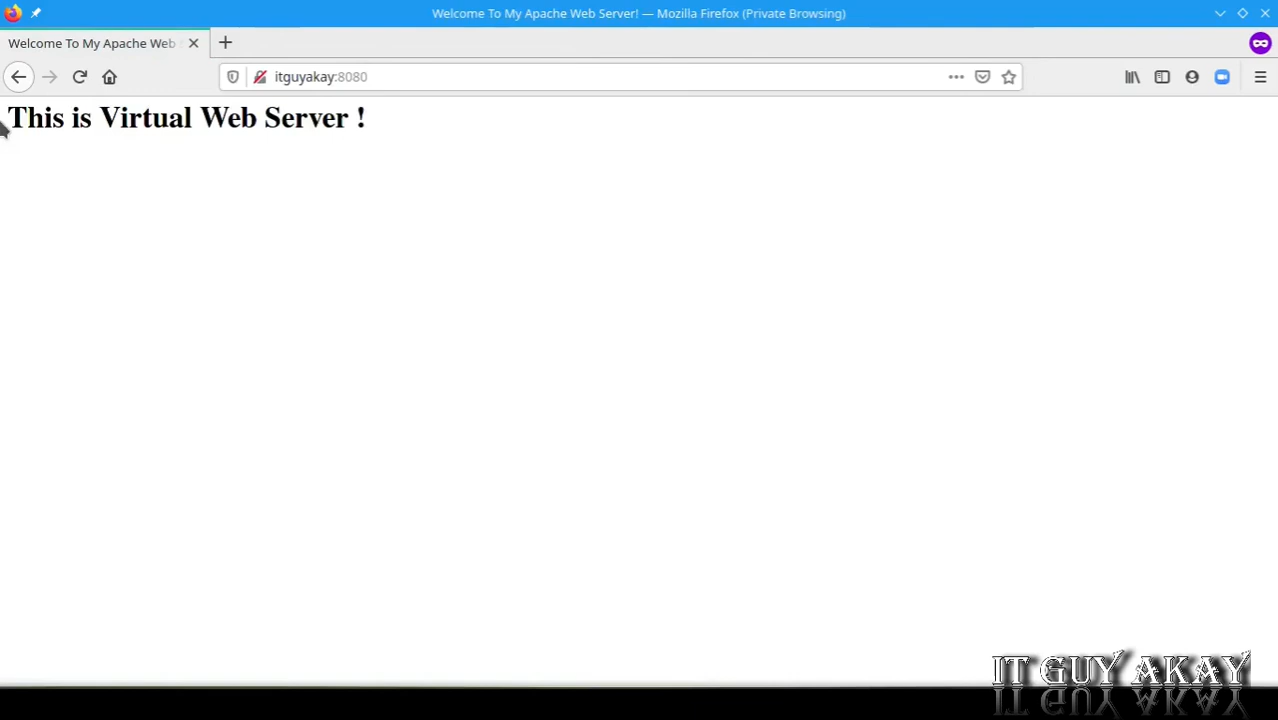 Welcome To My Apache Web Server! — Mozilla Firefox (Private Browsing)
Welcome To My Apache Web
itguyakay:8080
This is Virtual Web Server !
IT GUY AKAY